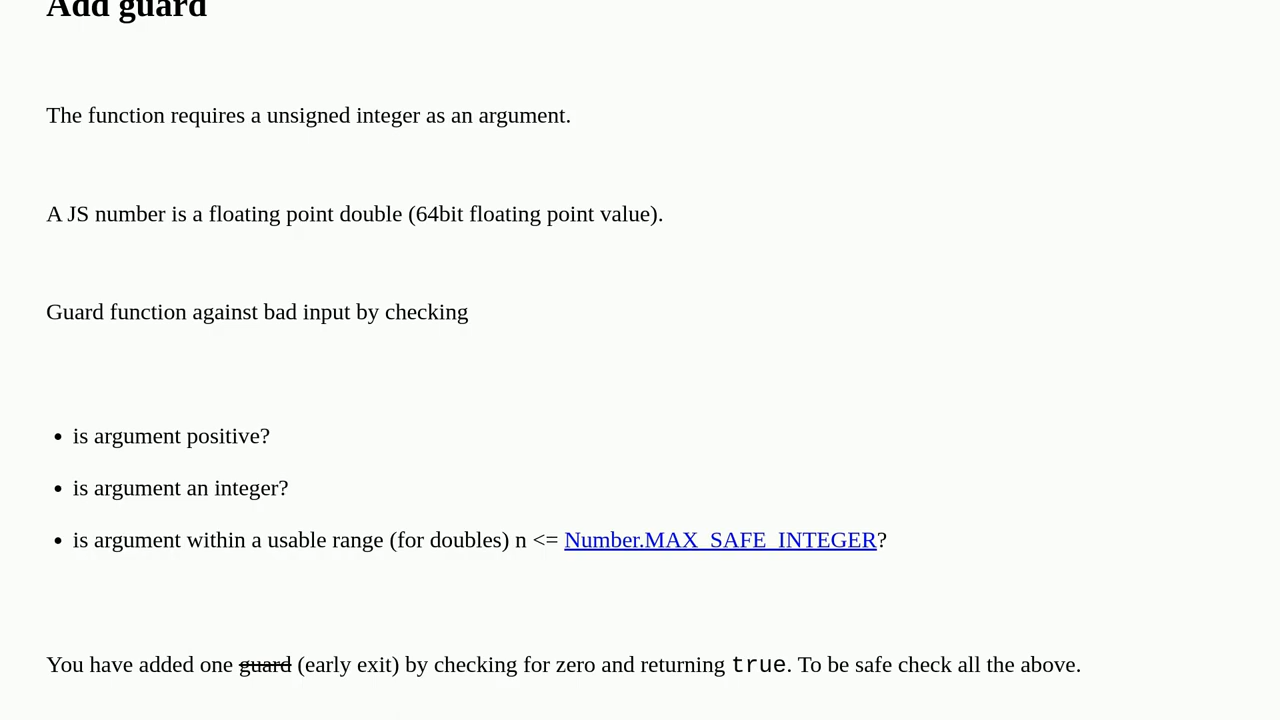 Add guard
The function requires a unsigned integer as an argument.
A JS number is a floating point double (64bit floating point value).
Guard function against bad input by checking
• is argument positive?
• is argument an integer?
• is argument within a usable range (for doubles) n <= Number.MAX_SAFE_INTEGER?
You have added one guard (early exit) by checking for zero and returning true. To be safe check all the above.